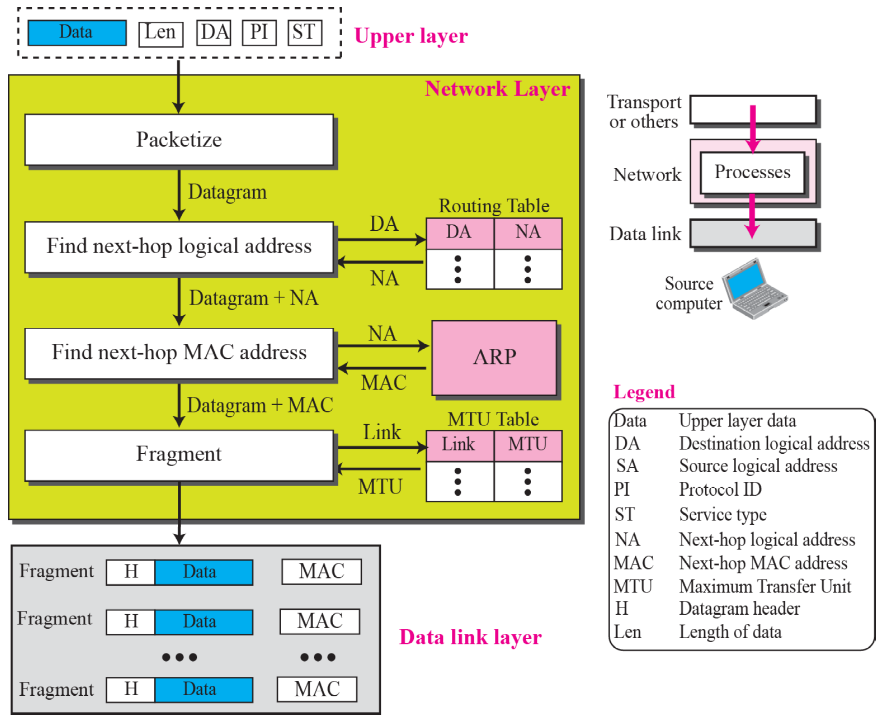 Data Len DA PI ST
Upper layer
Network Layer
Packetize
Datagram
Find next-hop logical address
DA
NA
Routing Table
DA NA
Datagram + NA
Find next-hop MAC address
NA
MAC
ARP
Datagram + MAC
Fragment
Link
MTU
MTU Table
Link MTU
Fragment H Data MAC
Fragment H Data MAC
Fragment H Data MAC
Data link layer
Transport
or others
Network
Processes
Data link
Source
computer
Legend
Data Upper layer data
DA Destination logical address
SA Source logical address
PI Protocol ID
ST Service type
NA Next-hop logical address
MAC Next-hop MAC address
MTU Maximum Transfer Unit
H Datagram header
Len Length of data